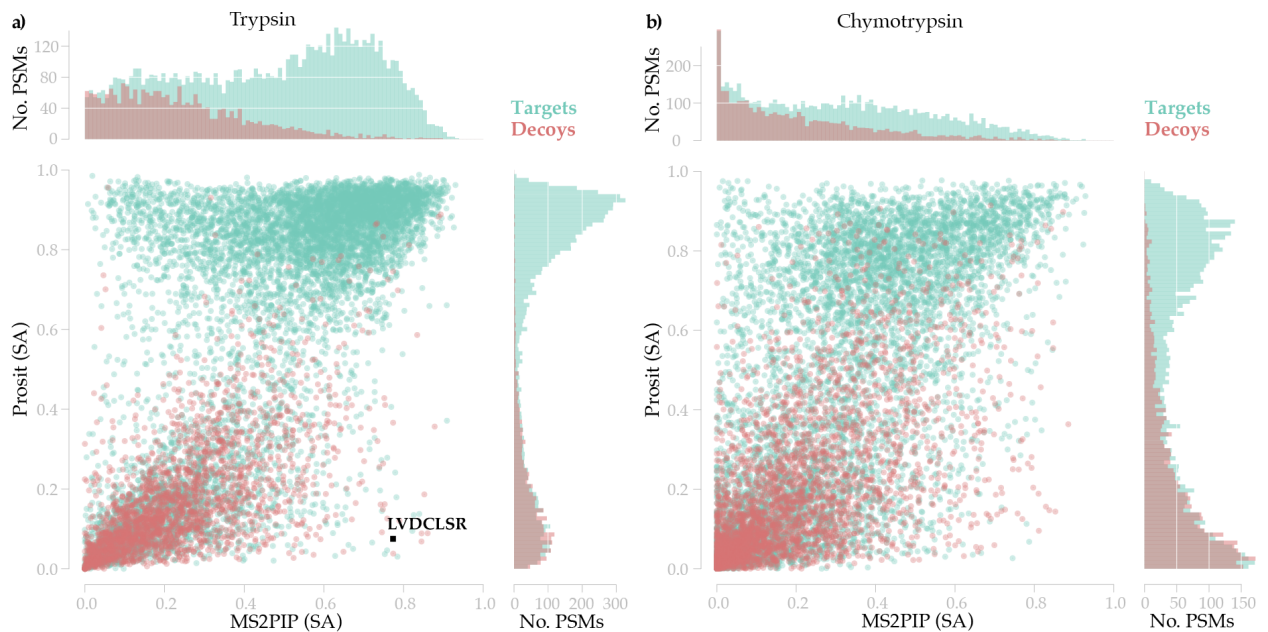 a)
Trypsin
No. PSMs
120
80
40
0
Targets
Decoys
Prosit (SA)
1.0
0.8
0.6
0.4
0.2
0.0
LVDCLSR
0.0 0.2 0.4 0.6 0.8 1.0
MS2PIP (SA)
0 100 200 300
No. PSMs
b)
Chymotrypsin
No. PSMs
200
100
0
Targets
Decoys
Prosit (SA)
1.0
0.8
0.6
0.4
0.2
0.0
0.0 0.2 0.4 0.6 0.8 1.0
MS2PIP (SA)
0 50 100 150
No. PSMs